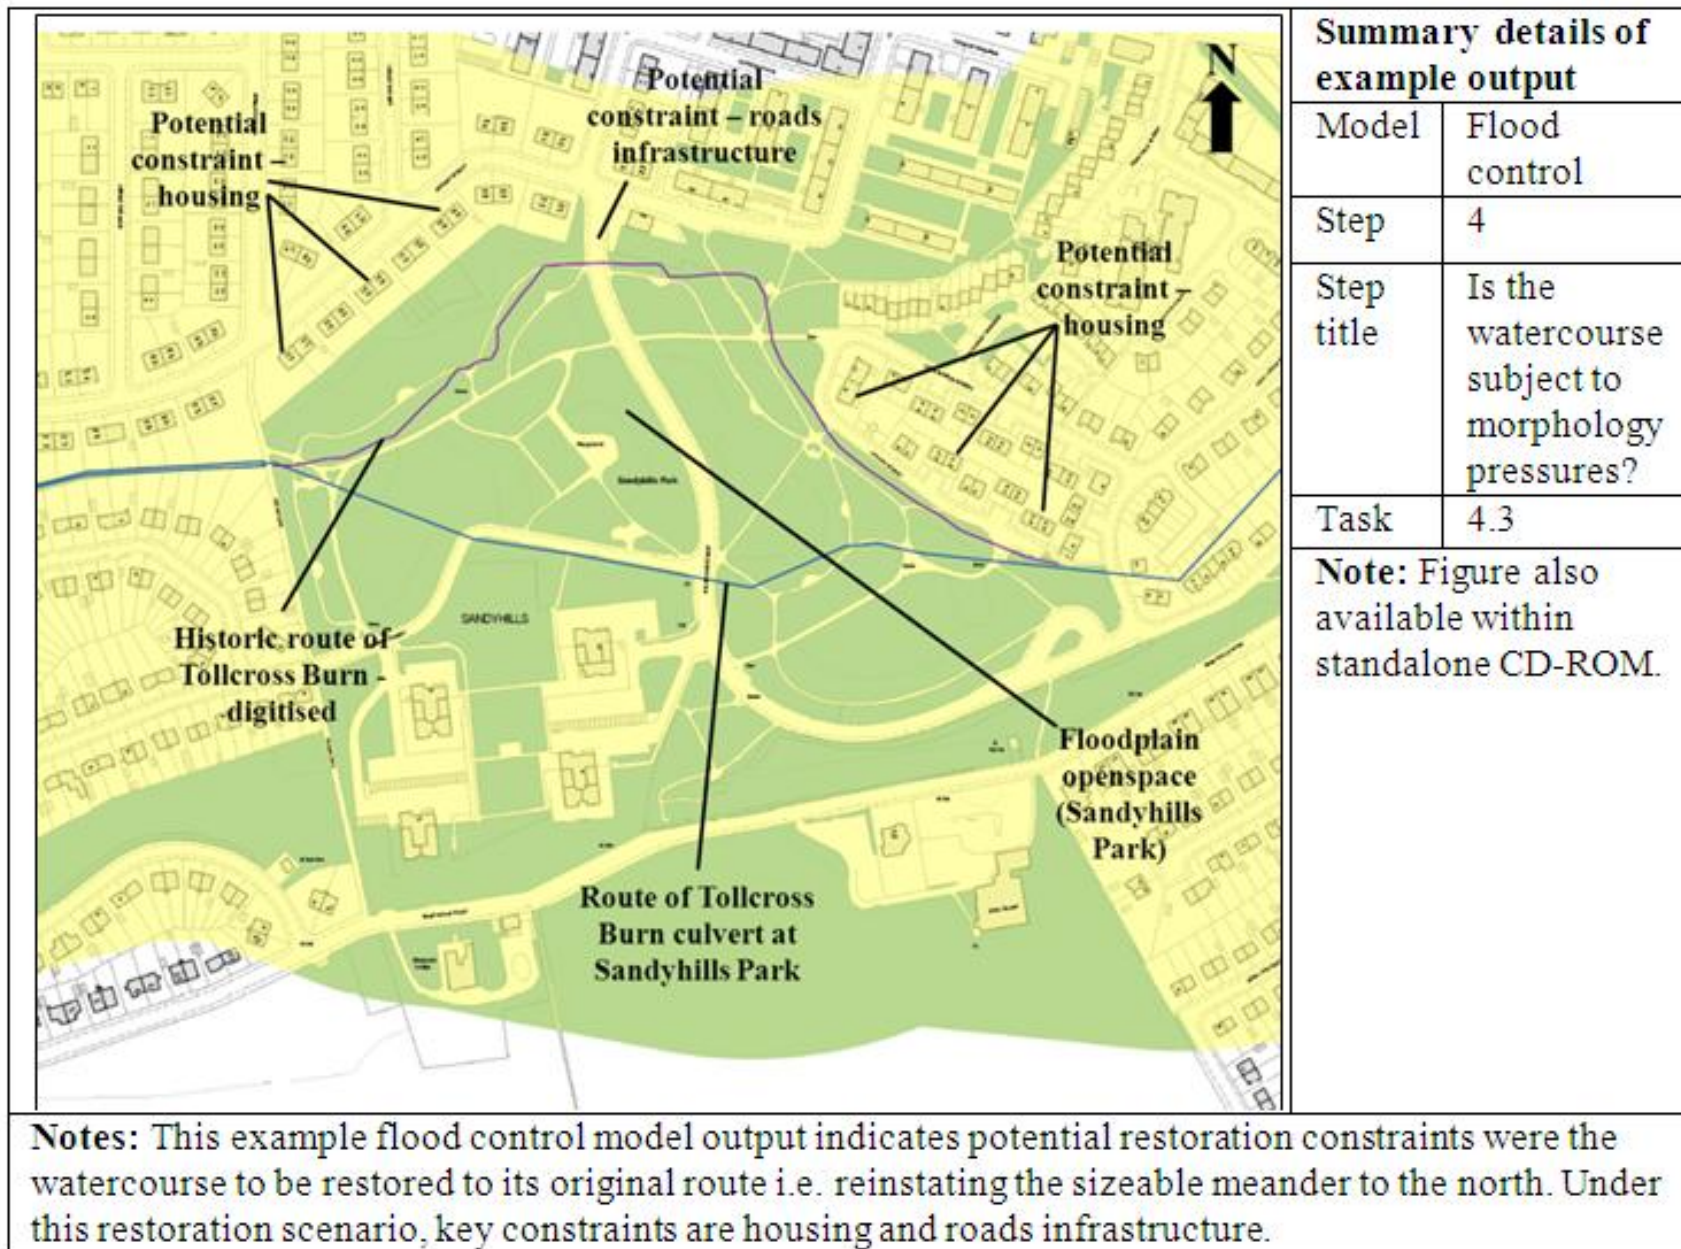 Potential
constraint – roads
infrastructure
Potential
constraint –
housing
N
Potential
constraint –
housing
Sandyhills Park
SANDYHILLS
Historic route of
Tollcross Burn -
digitised
Floodplain
openspace
(Sandyhills
Park)
Route of Tollcross
Burn culvert at
Sandyhills Park
Summary details of
example output
Model
Flood
control
Step
4
Step
title
Is the
watercourse
subject to
morphology
pressures?
Task
4.3
Note: Figure also
available within
standalone CD-ROM.
Notes: This example flood control model output indicates potential restoration constraints were the
watercourse to be restored to its original route i.e. reinstating the sizeable meander to the north. Under
this restoration scenario, key constraints are housing and roads infrastructure.